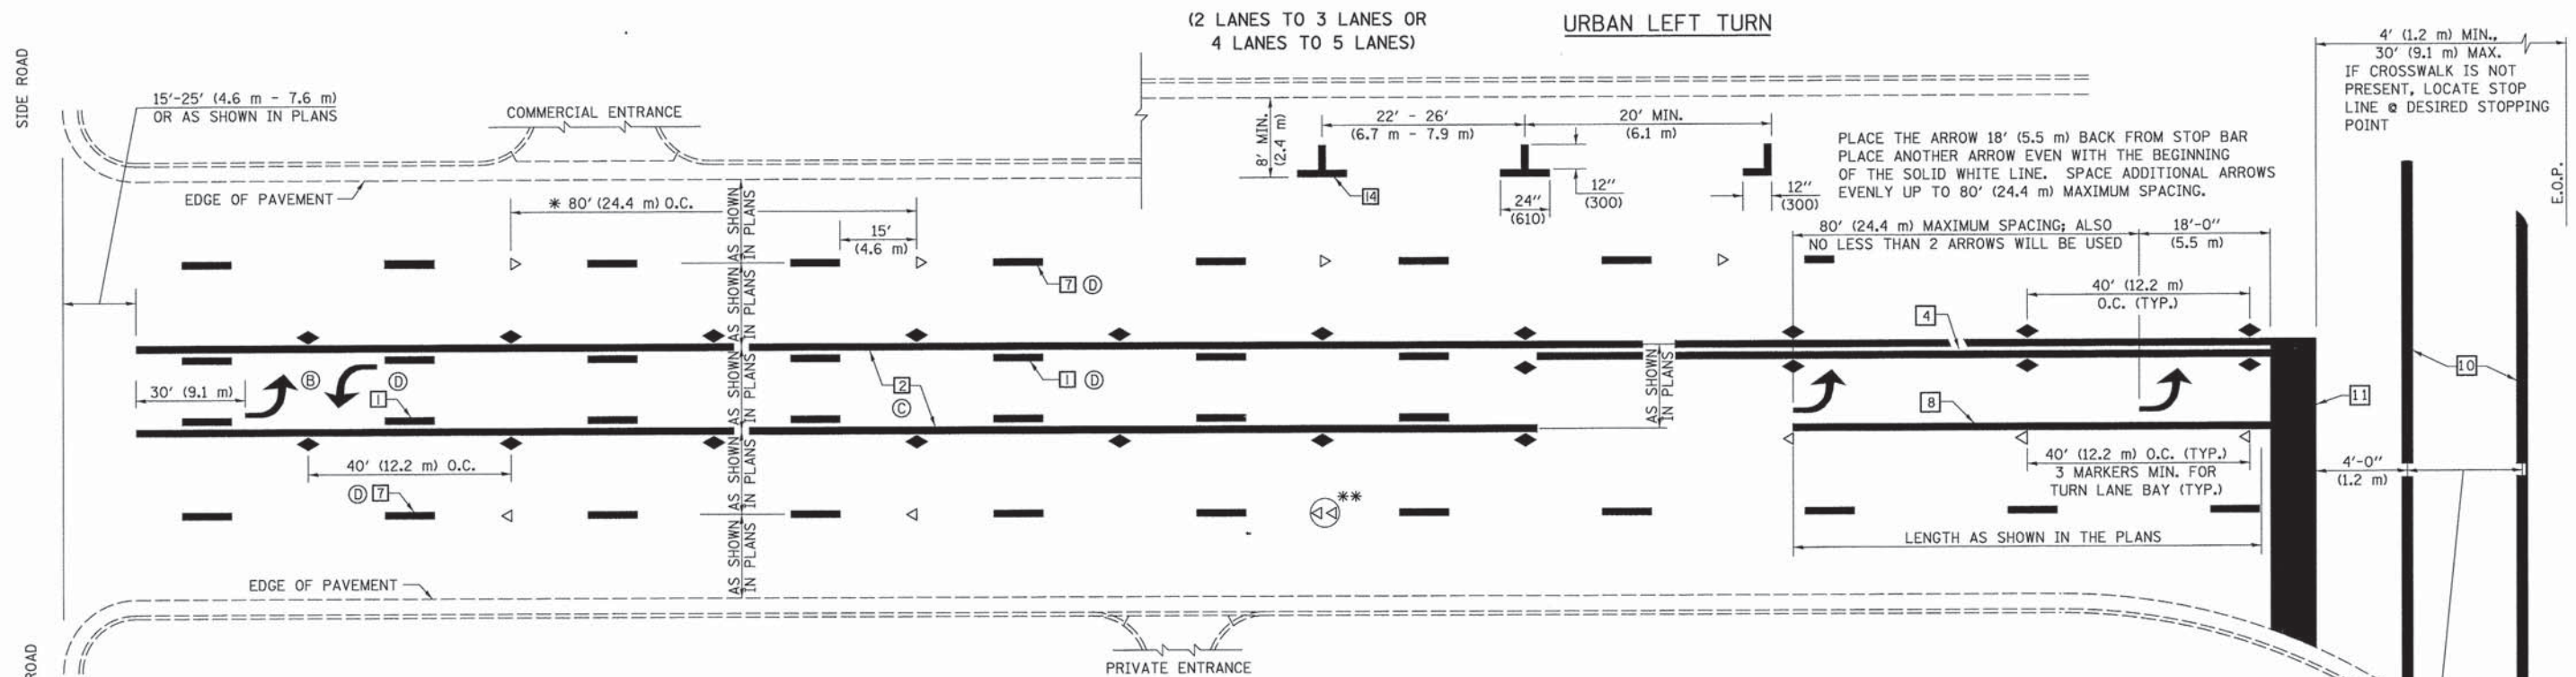 (2 LANES TO 3 LANES OR
4 LANES TO 5 LANES)
URBAN LEFT TURN
SIDE ROAD
15'-25' (4.6 m - 7.6 m)
OR AS SHOWN IN PLANS
COMMERCIAL ENTRANCE
EDGE OF PAVEMENT
* 80' (24.4 m) O.C.
15'
(4.6 m)
8' MIN.
(2.4 m)
22' - 26'
(6.7 m - 7.9 m)
20' MIN.
(6.1 m)
14
24"
(610)
12"
(300)
12"
(300)
PLACE THE ARROW 18' (5.5 m) BACK FROM STOP BAR
PLACE ANOTHER ARROW EVEN WITH THE BEGINNING
OF THE SOLID WHITE LINE. SPACE ADDITIONAL ARROWS
EVENLY UP TO 80' (24.4 m) MAXIMUM SPACING.
4' (1.2 m) MIN.,
30' (9.1 m) MAX.
IF CROSSWALK IS NOT
PRESENT, LOCATE STOP
LINE @ DESIRED STOPPING
POINT
E.O.P.
80' (24.4 m) MAXIMUM SPACING; ALSO
NO LESS THAN 2 ARROWS WILL BE USED
18'-0"
(5.5 m)
40' (12.2 m)
O.C. (TYP.)
7 D
4
AS SHOWN
IN PLANS
AS SHOWN
IN PLANS
AS SHOWN
IN PLANS
AS SHOWN
IN PLANS
AS SHOWN
IN PLANS
30' (9.1 m)
B
D
1
1 D
2
C
AS SHOWN
IN PLANS
8
10
11
40' (12.2 m) O.C.
D 7
**
40' (12.2 m) O.C. (TYP.)
3 MARKERS MIN. FOR
TURN LANE BAY (TYP.)
4'-0"
(1.2 m)
LENGTH AS SHOWN IN THE PLANS
EDGE OF PAVEMENT
PRIVATE ENTRANCE
ROAD